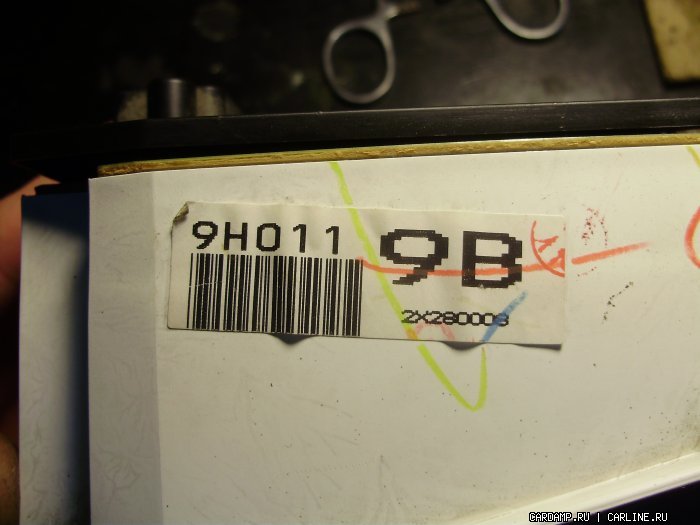 9H011
9B
2X280008
CARDAMP.RU | CARLINE.RU